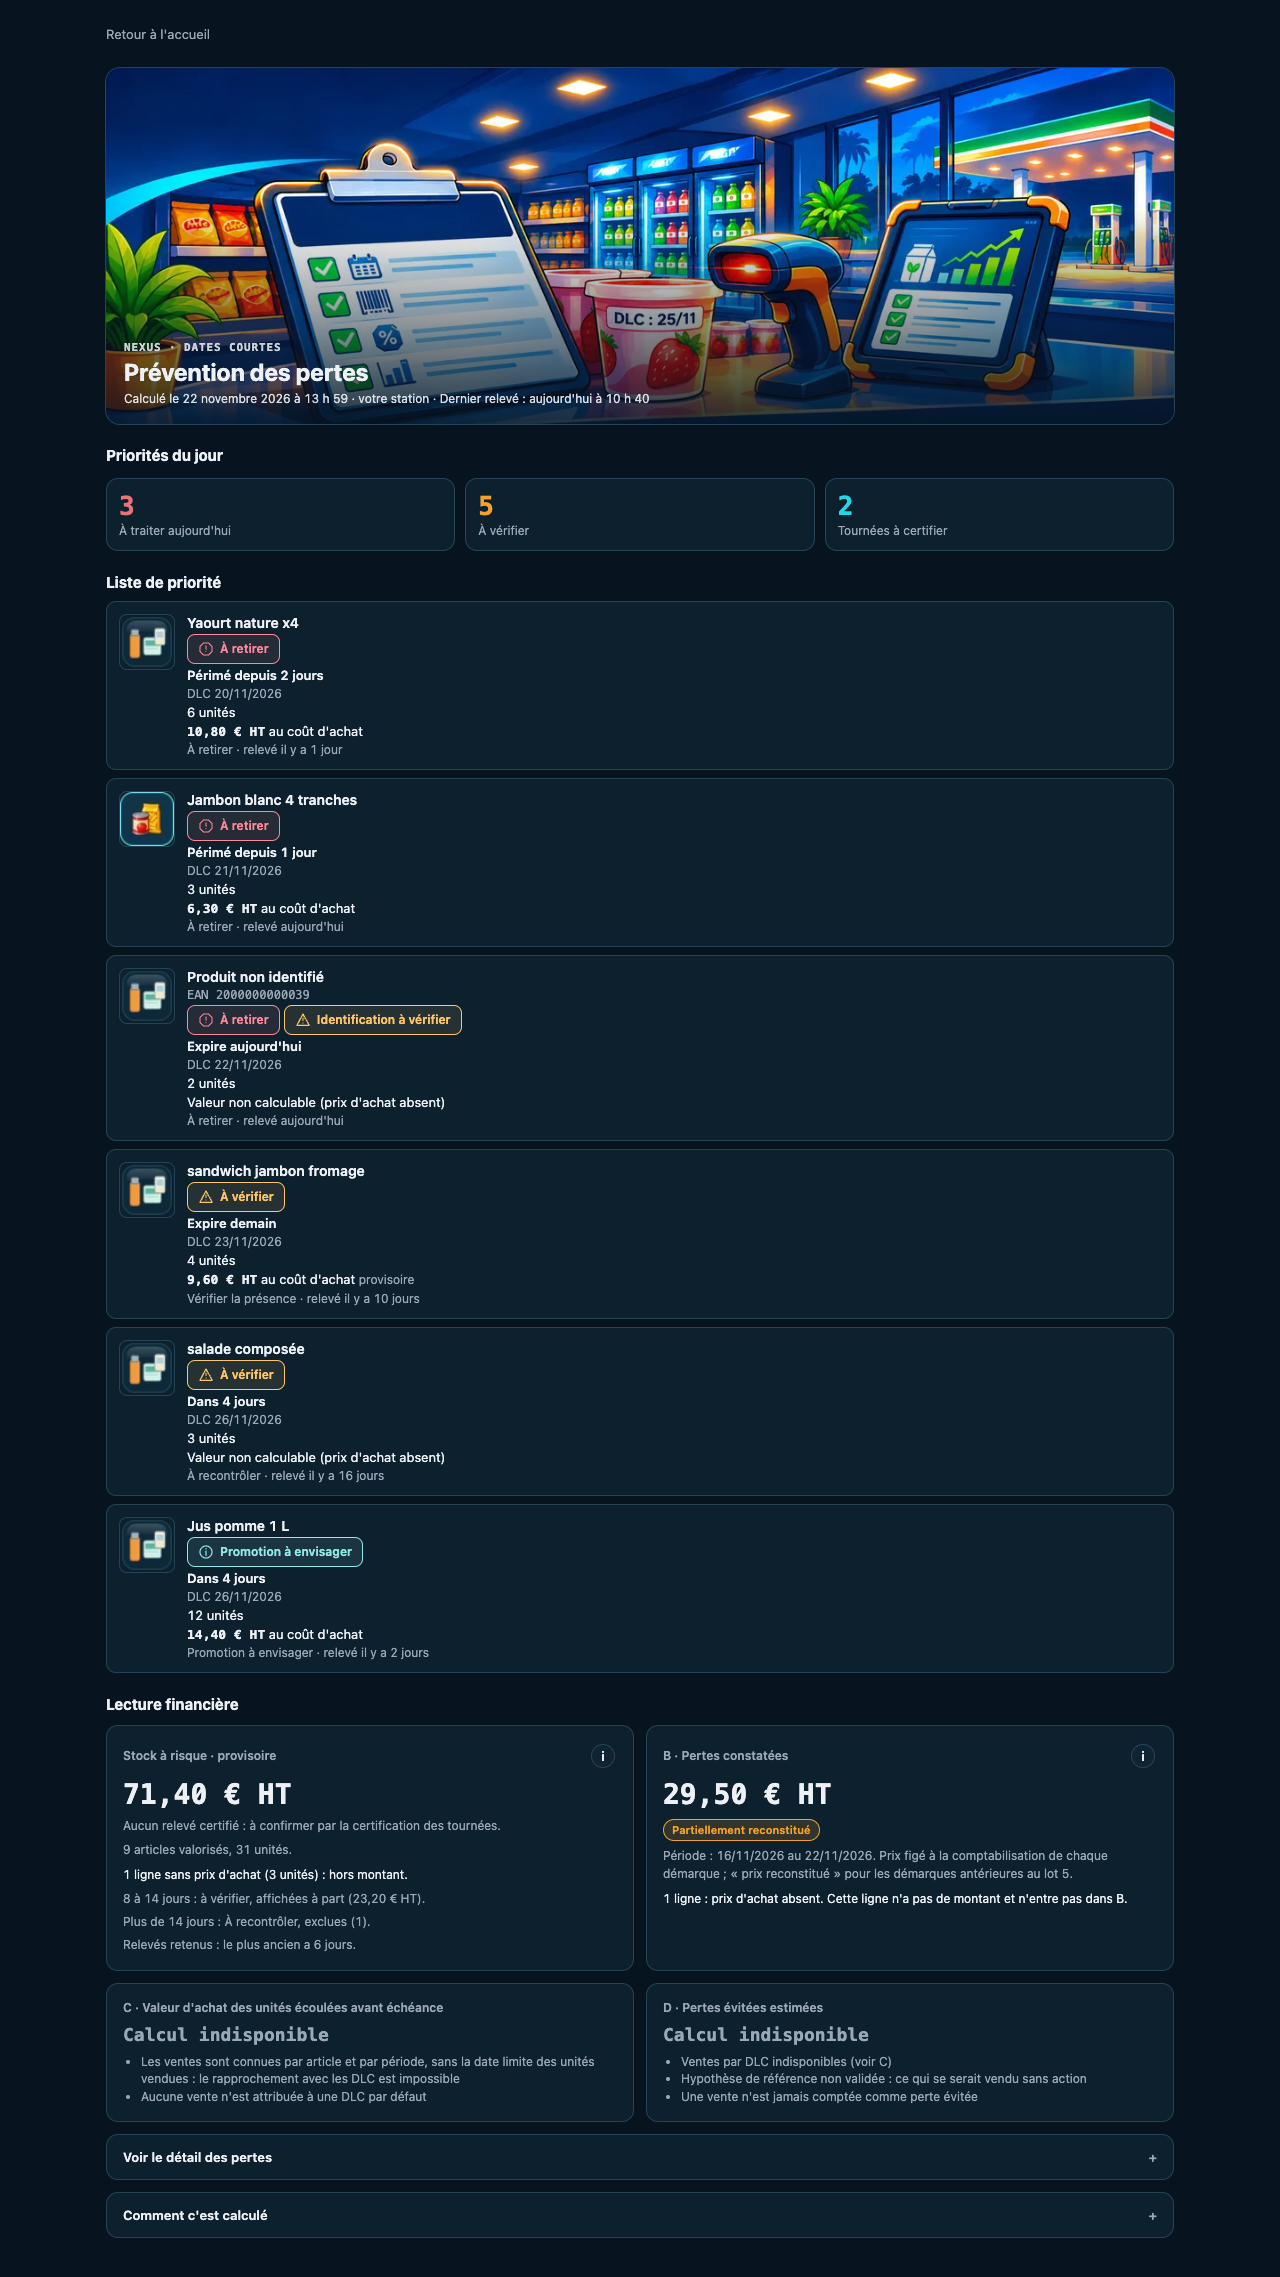 Retour à l'accueil
DLC : 25/11
NEXUS · DATES COURTES
Prévention des pertes
Calculé le 22 novembre 2026 à 13 h 59 · votre station · Dernier relevé : aujourd'hui à 10 h 40
Priorités du jour
3
À traiter aujourd'hui
5
À vérifier
2
Tournées à certifier
Liste de priorité
Yaourt nature x4
À retirer
Périmé depuis 2 jours
DLC 20/11/2026
6 unités
10,80 € HT au coût d'achat
À retirer · relevé il y a 1 jour
Jambon blanc 4 tranches
À retirer
Périmé depuis 1 jour
DLC 21/11/2026
3 unités
6,30 € HT au coût d'achat
À retirer · relevé aujourd'hui
Produit non identifié
EAN 2000000000039
À retirer Identification à vérifier
Expire aujourd'hui
DLC 22/11/2026
2 unités
Valeur non calculable (prix d'achat absent)
À retirer · relevé aujourd'hui
sandwich jambon fromage
À vérifier
Expire demain
DLC 23/11/2026
4 unités
9,60 € HT au coût d'achat provisoire
Vérifier la présence · relevé il y a 10 jours
salade composée
À vérifier
Dans 4 jours
DLC 26/11/2026
3 unités
Valeur non calculable (prix d'achat absent)
À recontrôler · relevé il y a 16 jours
Jus pomme 1 L
Promotion à envisager
Dans 4 jours
DLC 26/11/2026
12 unités
14,40 € HT au coût d'achat
Promotion à envisager · relevé il y a 2 jours
Lecture financière
Stock à risque · provisoire
i
71,40 € HT
Aucun relevé certifié : à confirmer par la certification des tournées.
9 articles valorisés, 31 unités.
1 ligne sans prix d'achat (3 unités) : hors montant.
8 à 14 jours : à vérifier, affichées à part (23,20 € HT).
Plus de 14 jours : À recontrôler, exclues (1).
Relevés retenus : le plus ancien a 6 jours.
B · Pertes constatées
i
29,50 € HT
Partiellement reconstitué
Période : 16/11/2026 au 22/11/2026. Prix figé à la comptabilisation de chaque
démarque ; « prix reconstitué » pour les démarques antérieures au lot 5.
1 ligne : prix d'achat absent. Cette ligne n'a pas de montant et n'entre pas dans B.
C · Valeur d'achat des unités écoulées avant échéance
Calcul indisponible
• Les ventes sont connues par article et par période, sans la date limite des unités
vendues : le rapprochement avec les DLC est impossible
• Aucune vente n'est attribuée à une DLC par défaut
D · Pertes évitées estimées
Calcul indisponible
• Ventes par DLC indisponibles (voir C)
• Hypothèse de référence non validée : ce qui se serait vendu sans action
• Une vente n'est jamais comptée comme perte évitée
Voir le détail des pertes +
Comment c'est calculé +